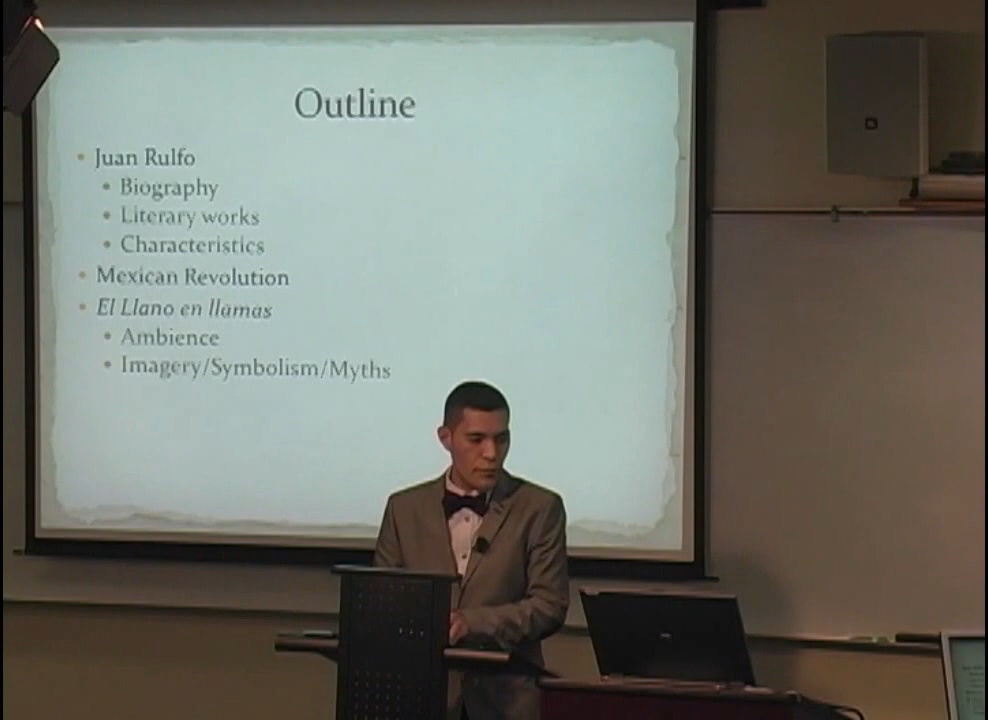 Outline
• Juan Rulfo
• Biography
• Literary works
• Characteristics
• Mexican Revolution
• El Llano en llamas
• Ambience
• Imagery/Symbolism/Myths